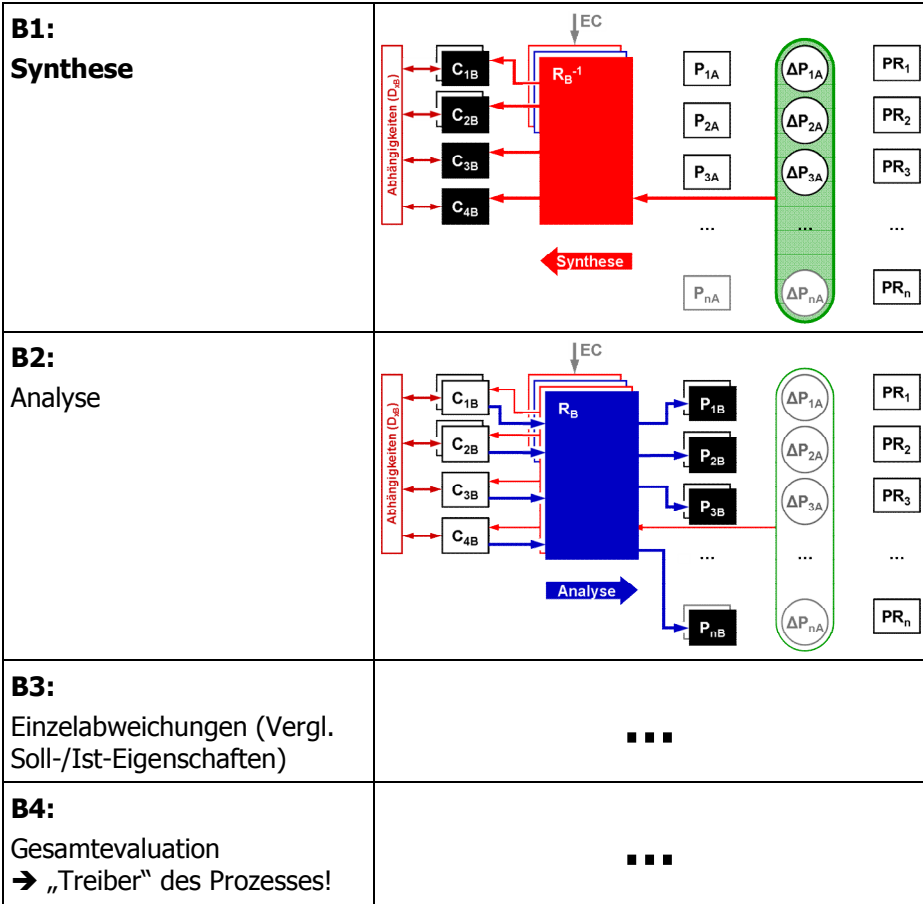 B1:
Synthese
EC
Abhängigkeiten (DxB)
C1B
C2B
C3B
C4B
RB-1
Synthese
P1A
P2A
P3A
...
PnA
ΔP1A
ΔP2A
ΔP3A
...
ΔPnA
PR1
PR2
PR3
...
PRn
B2:
Analyse
EC
Abhängigkeiten (DxB)
C1B
C2B
C3B
C4B
RB
Analyse
P1B
P2B
P3B
...
PnB
ΔP1A
ΔP2A
ΔP3A
...
ΔPnA
PR1
PR2
PR3
...
PRn
B3:
Einzelabweichungen (Vergl.
Soll-/Ist-Eigenschaften)
...
B4:
Gesamtevaluation
➔ „Treiber“ des Prozesses!
...